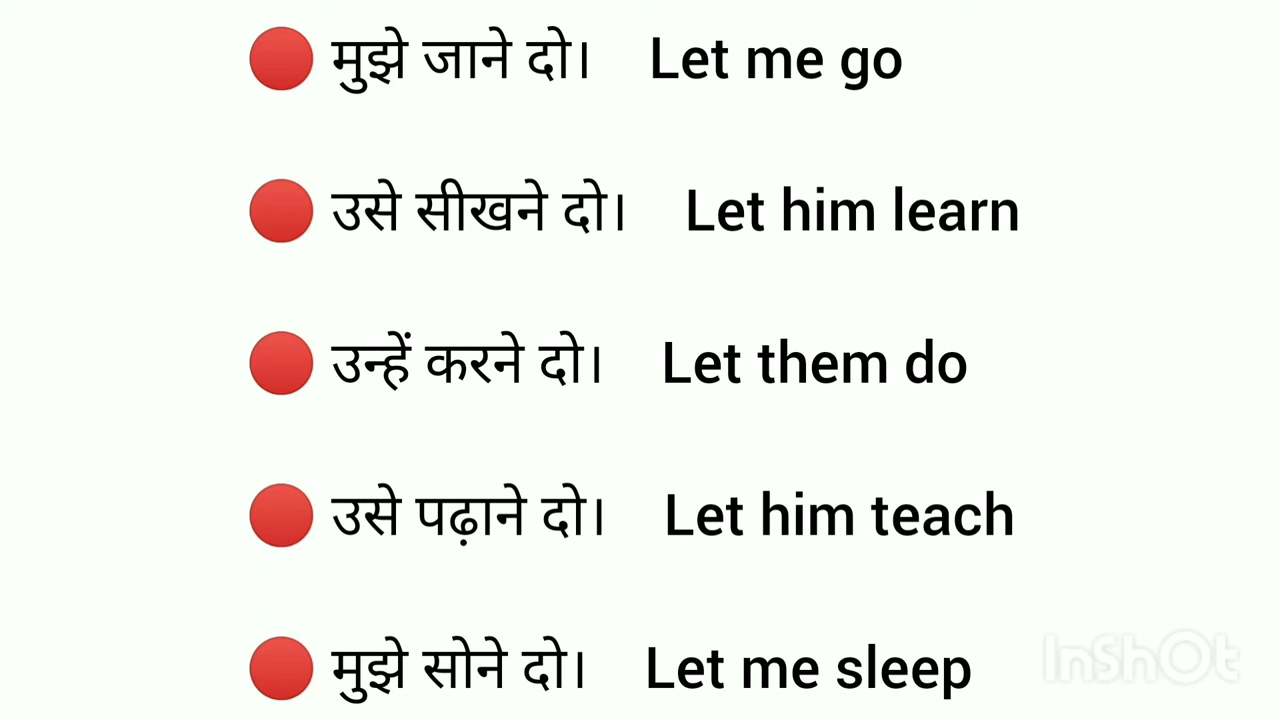 मुझे जाने दो। Let me go
उसे सीखने दो। Let him learn
उन्हें करने दो। Let them do
उसे पढ़ाने दो। Let him teach
मुझे सोने दो। Let me sleep
InShOt